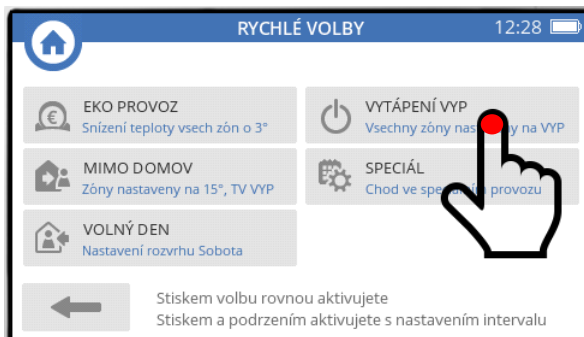 RYCHLÉ VOLBY
12:28
EKO PROVOZ
Snízení teploty vsech zón o 3°
VYTÁPENÍ VYP
Vsechny zóny na VYP
MIMO DOMOV
Zóny nastaveny na 15°, TV VYP
SPECIÁL
Chod ve provozu
VOLNÝ DEN
Nastavení rozvrhu Sobota
Stiskem volbu rovnou aktivujete
Stiskem a podrzením aktivujete s nastavením intervalu